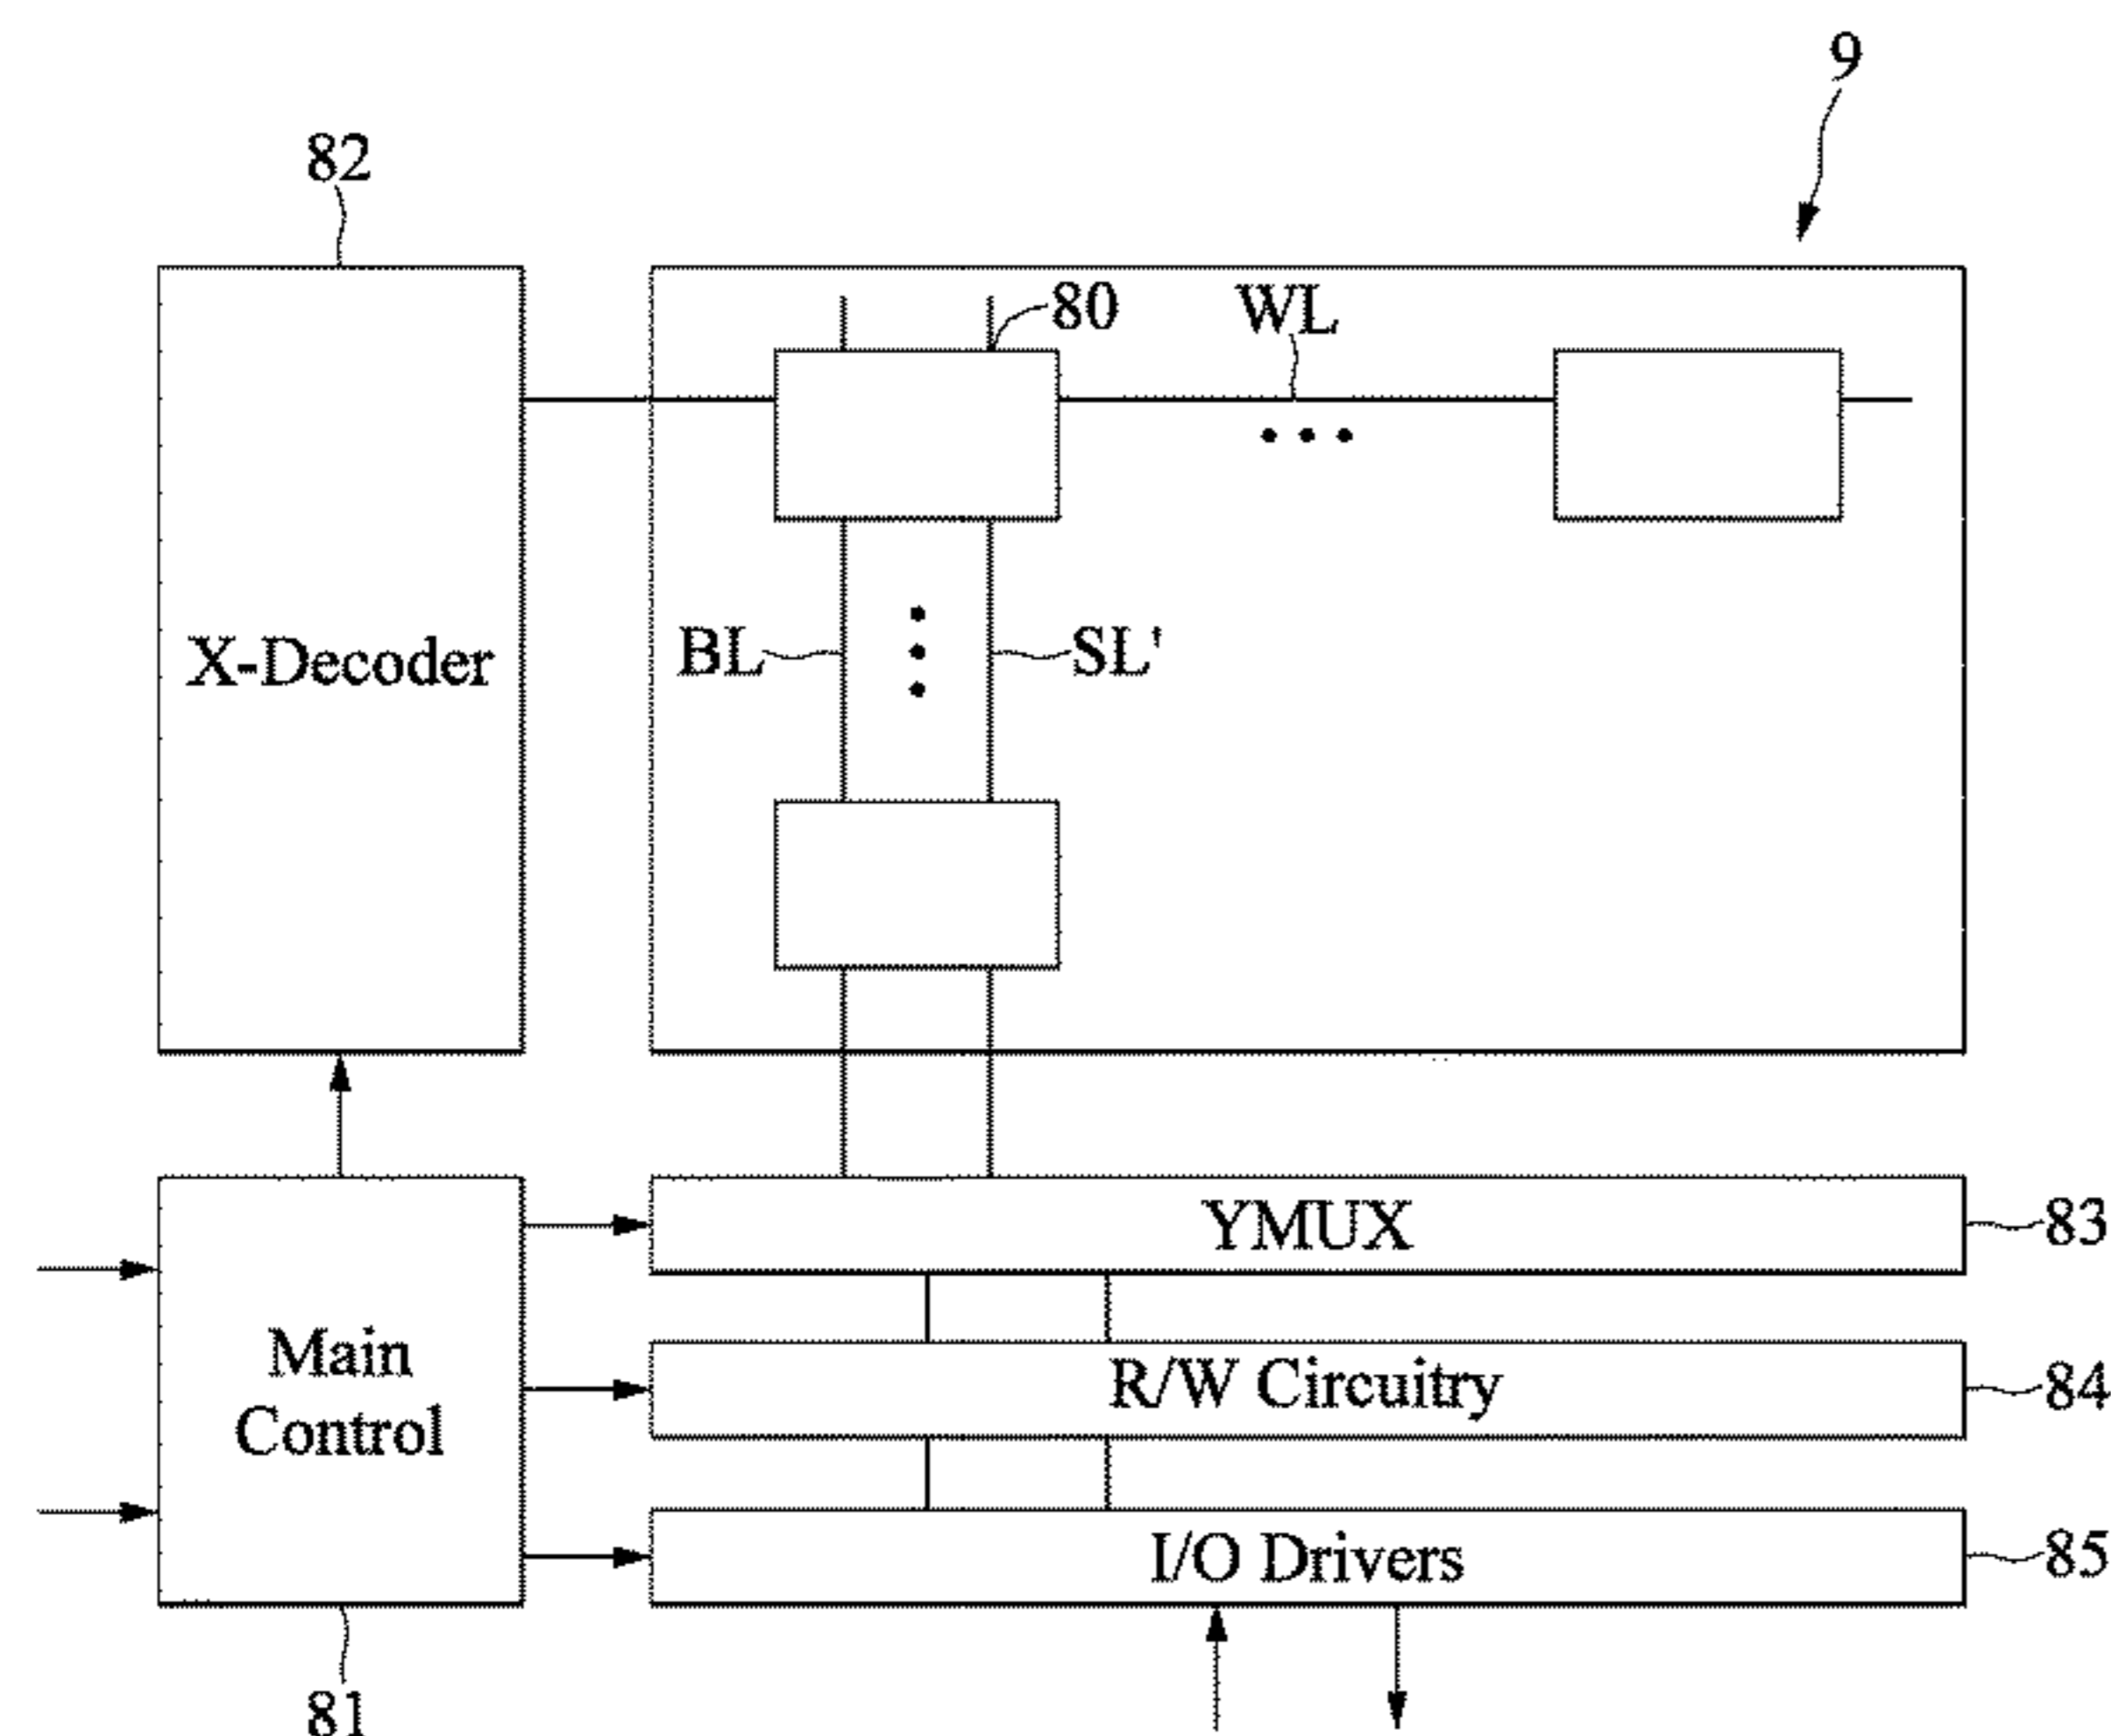 9
82
80
WL
X-Decoder
BL
SL'
YMUX
83
Main
Control
R/W Circuitry
84
I/O Drivers
85
81